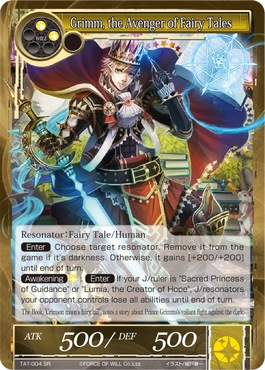 Grimm, the Avenger of Fairy Tales
WILL
Resonator : Fairy Tale/Human
Enter Choose target resonator. Remove it from the
game if it's darkness. Otherwise, it gains [+200/+200]
until end of turn.
Awakening Enter If your J/ruler is "Sacred Princess
of Guidance" or "Lumia, the Creator of Hope", J/resonators
your opponent controls lose all abilities until end of turn.
The Book, 'Crimson moon's fairy tail', notes a story about Prince Grimm's valiant fight against the dark.
ATK 500/ DEF 500
TAT-004 SR ©FORCE OF WILL Co.,Ltd.